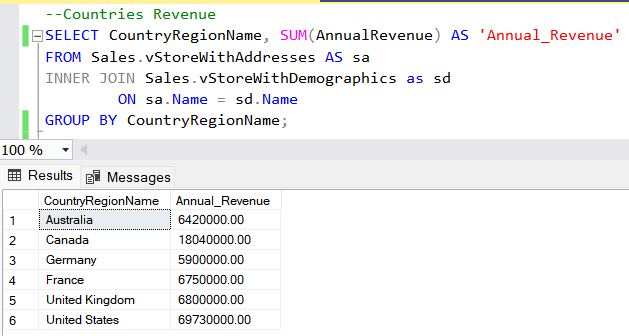 --Countries Revenue
SELECT CountryRegionName, SUM(AnnualRevenue) AS 'Annual_Revenue'
FROM Sales.vStoreWithAddresses AS sa
INNER JOIN Sales.vStoreWithDemographics as sd
ON sa.Name = sd.Name
GROUP BY CountryRegionName;
100 %
Results Messages
CountryRegionName Annual_Revenue
1 Australia 6420000.00
2 Canada 18040000.00
3 Germany 5900000.00
4 France 6750000.00
5 United Kingdom 6800000.00
6 United States 69730000.00